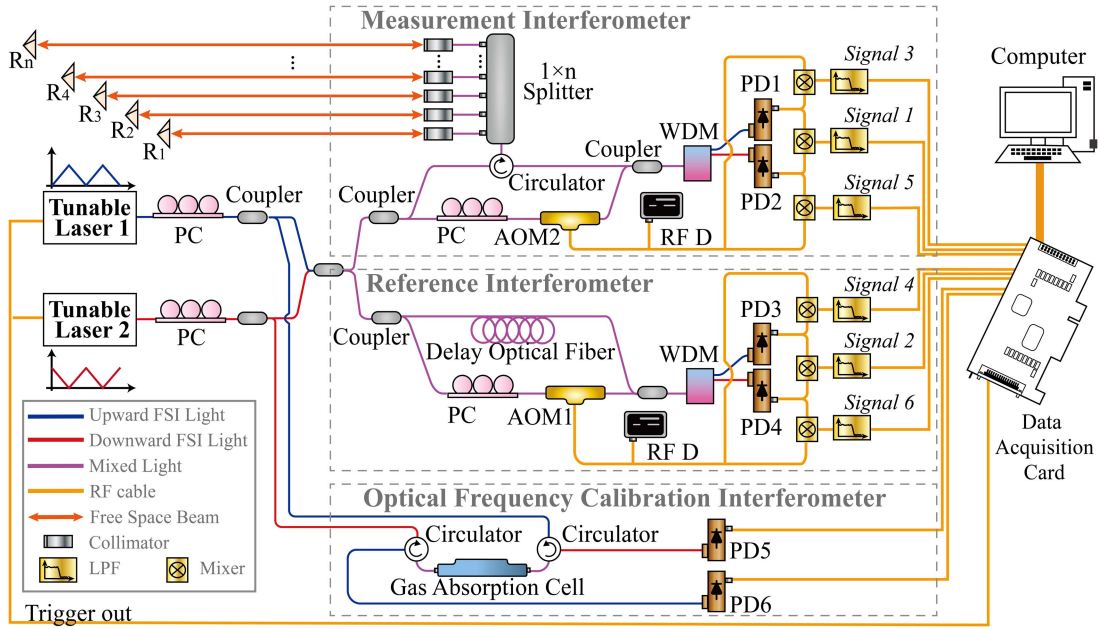 Measurement Interferometer
Rn
R4
R3
R2
R1
⋮
⋮
⋮
1×n
Splitter
Circulator
Coupler
WDM
PD1
PD2
Signal 3
Signal 1
Signal 5
Computer
Tunable
Laser 1
PC
Coupler
Coupler
PC
AOM2
RF D
Reference Interferometer
Tunable
Laser 2
PC
Coupler
Delay Optical Fiber
PC
AOM1
WDM
RF D
PD3
PD4
Signal 4
Signal 2
Signal 6
Data
Acquisition
Card
Upward FSI Light
Downward FSI Light
Mixed Light
RF cable
Free Space Beam
Collimator
LPF
Mixer
Optical Frequency Calibration Interferometer
Circulator
Circulator
Gas Absorption Cell
PD5
PD6
Trigger out